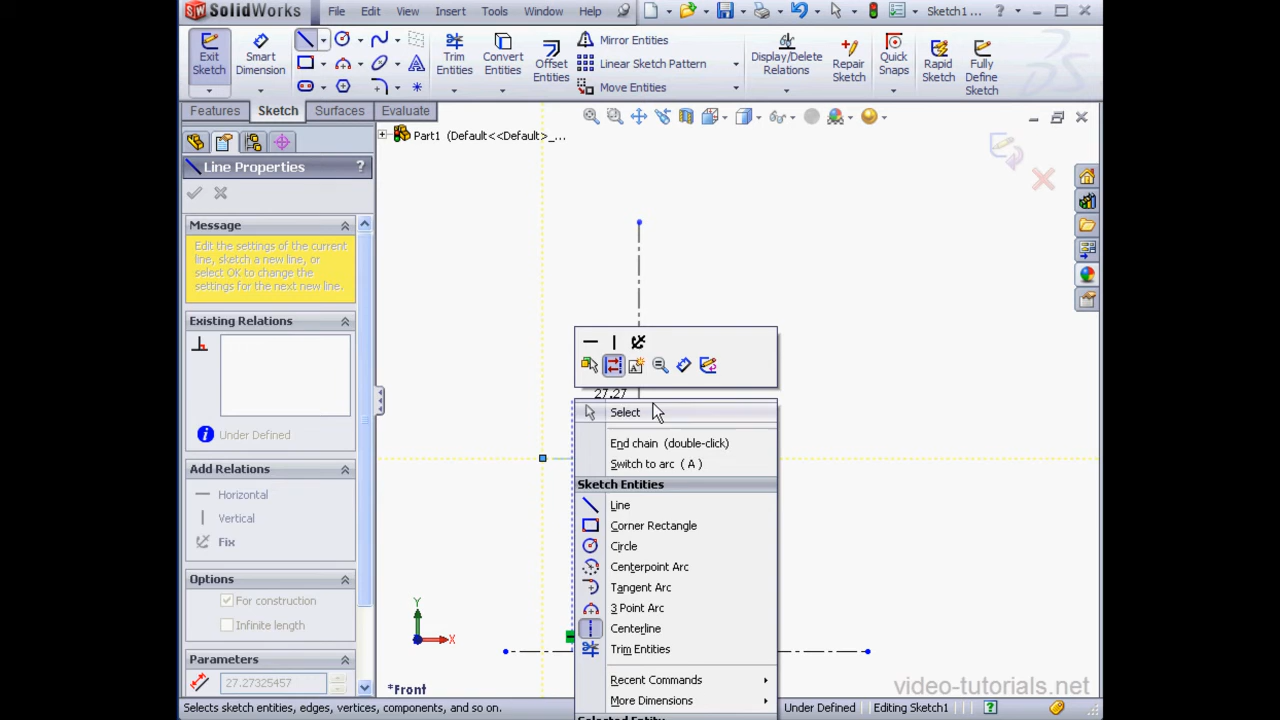 SolidWorks File Edit View Insert Tools Window Help Sketch1 ... ?
Exit Sketch
Smart Dimension
Trim Entities
Convert Entities
Offset Entities
Mirror Entities
Linear Sketch Pattern
Move Entities
Display/Delete Relations
Repair Sketch
Quick Snaps
Rapid Sketch
Fully Define Sketch
Features Sketch Surfaces Evaluate
Part1 (Default<<Default>_...
Line Properties ?
Message
Edit the settings of the current
line, sketch a new line, or
select OK to change the
settings for the next new line.
Existing Relations
Under Defined
Add Relations
Horizontal
Vertical
Fix
Options
For construction
Infinite length
Parameters
27.27325457
27.27
Select
End chain (double-click)
Switch to arc ( A )
Sketch Entities
Line
Corner Rectangle
Circle
Centerpoint Arc
Tangent Arc
3 Point Arc
Centerline
Trim Entities
Recent Commands
More Dimensions
Y
X
*Front
video-tutorials.net
Selects sketch entities, edges, vertices, components, and so on.
Under Defined Editing Sketch1 ?